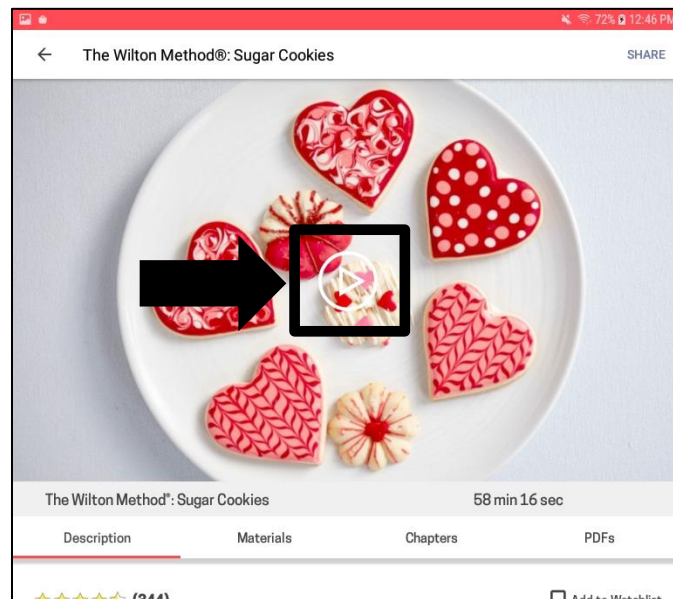 72% 12:46 PM
The Wilton Method®: Sugar Cookies SHARE
The Wilton Method®: Sugar Cookies 58 min 16 sec
Description Materials Chapters PDFs
(344) Add to Watchlist